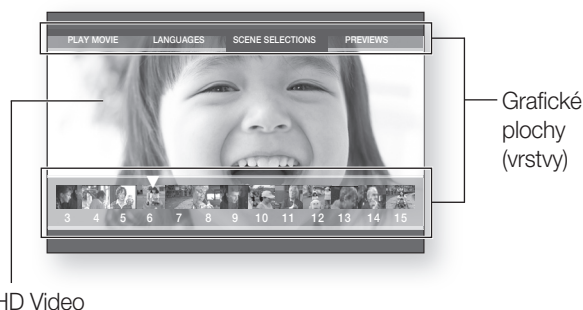 PLAY MOVIE LANGUAGES SCENE SELECTIONS PREVIEWS
Grafické
plochy
(vrstvy)
3 4 5 6 7 8 9 10 11 12 13 14 15
HD Video